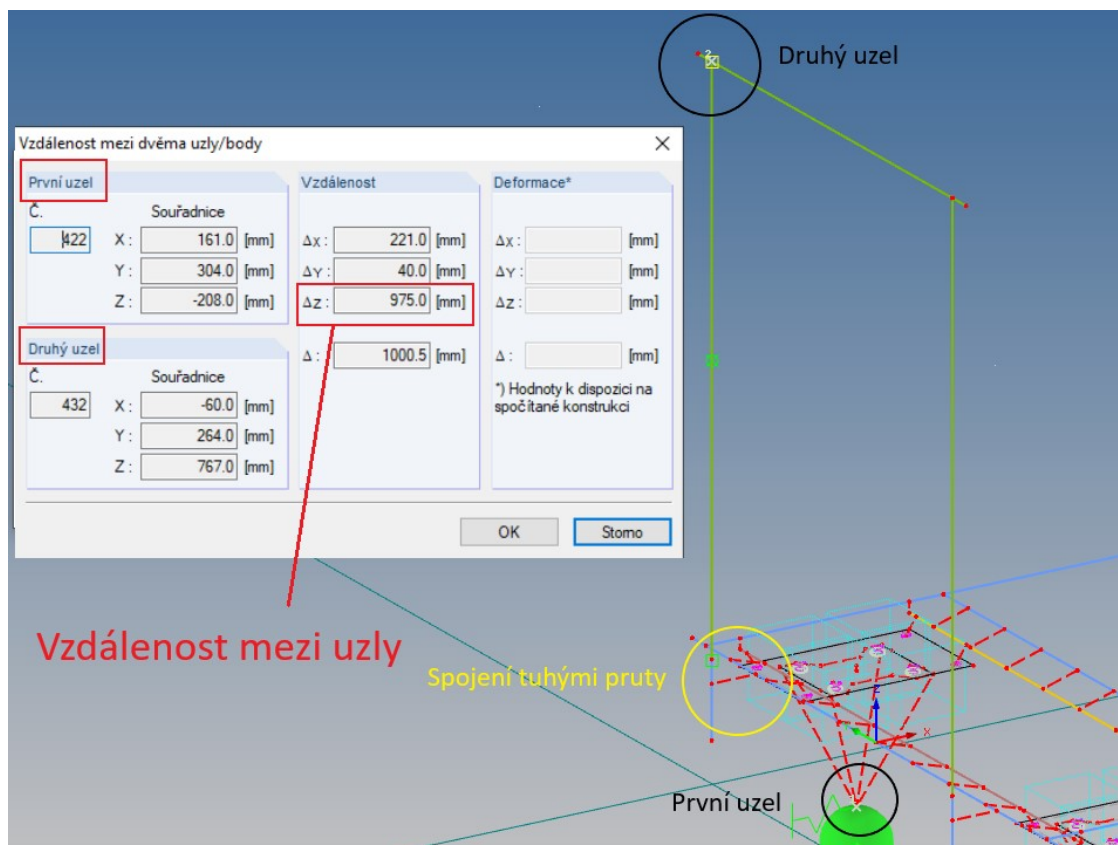 Druhý uzel
Vzdálenost mezi dvěma uzly/body
První uzel
Č. Souřadnice
422 X : 161.0 [mm]
Y : 304.0 [mm]
Z : -208.0 [mm]
Druhý uzel
Č. Souřadnice
432 X : -60.0 [mm]
Y : 264.0 [mm]
Z : 767.0 [mm]
Vzdálenost
ΔX : 221.0 [mm]
ΔY : 40.0 [mm]
ΔZ : 975.0 [mm]
Δ : 1000.5 [mm]
Deformace*
ΔX : [mm]
ΔY : [mm]
ΔZ : [mm]
Δ : [mm]
*) Hodnoty k dispozici na
spočítané konstrukci
OK Storno
Vzdálenost mezi uzly
Spojení tuhými pruty
Z
X
První uzel
2